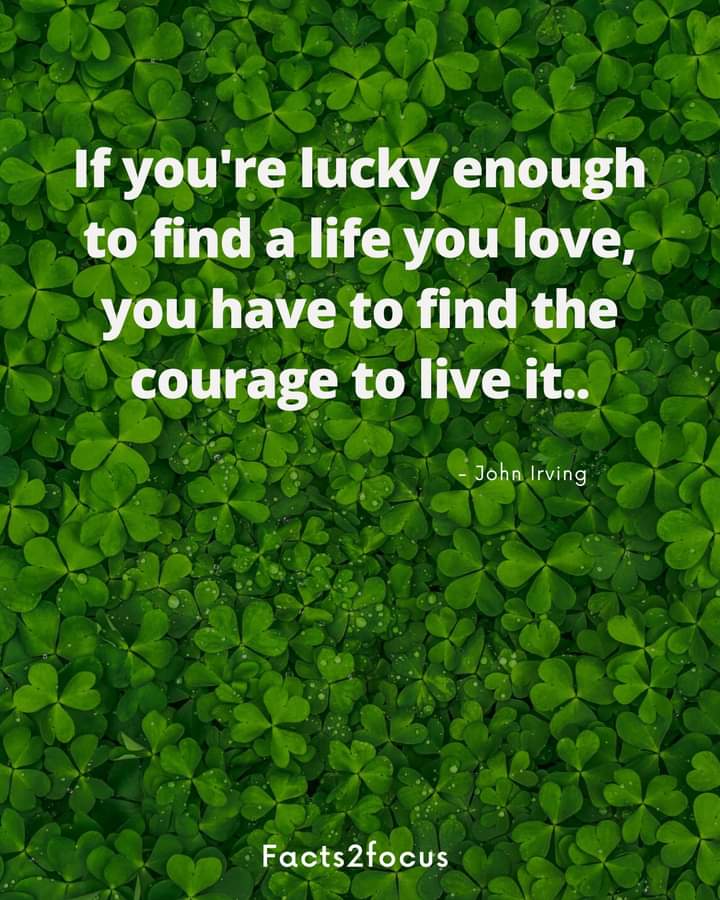 If you're lucky enough
to find a life you love,
you have to find the
courage to live it..
- John Irving
Facts2focus